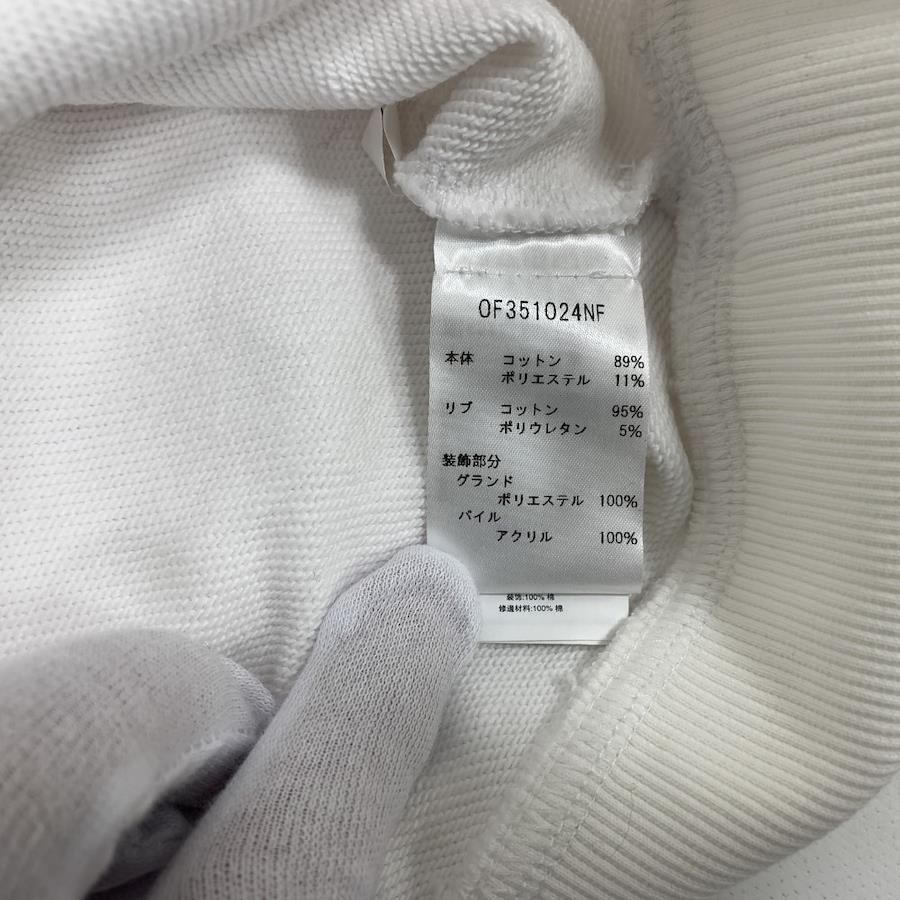 OF351024NF
本体 コットン 89%
ポリエステル 11%
リブ コットン 95%
ポリウレタン 5%
装飾部分
グランド
ポリエステル 100%
パイル
アクリル 100%
装飾:100% 棉
修邊材料:100% 棉